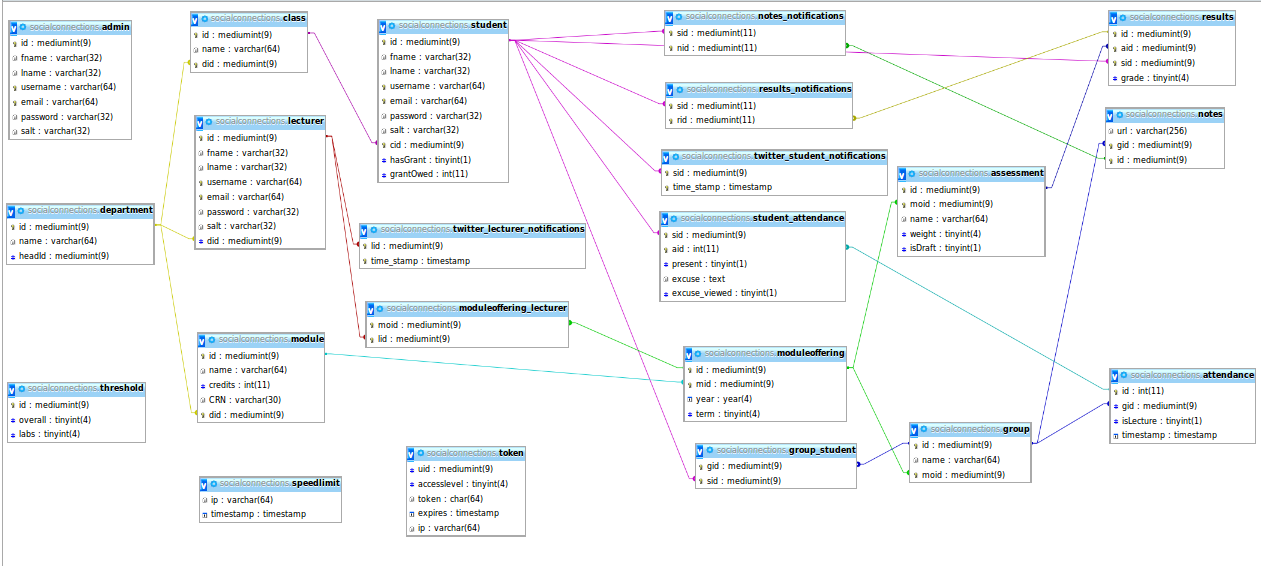 socialconnections.admin
id : mediumint(9)
fname : varchar(32)
lname : varchar(32)
username : varchar(64)
email : varchar(64)
password : varchar(32)
salt : varchar(32)
socialconnections.class
id : mediumint(9)
name : varchar(64)
did : mediumint(9)
socialconnections.student
id : mediumint(9)
fname : varchar(32)
lname : varchar(32)
username : varchar(64)
email : varchar(64)
password : varchar(32)
salt : varchar(32)
cid : mediumint(9)
hasGrant : tinyint(1)
grantOwed : int(11)
socialconnections.notes_notifications
sid : mediumint(11)
nid : mediumint(11)
socialconnections.results
id : mediumint(9)
aid : mediumint(9)
sid : mediumint(9)
grade : tinyint(4)
socialconnections.results_notifications
sid : mediumint(11)
rid : mediumint(11)
socialconnections.notes
url : varchar(256)
gid : mediumint(9)
id : mediumint(9)
socialconnections.lecturer
id : mediumint(9)
fname : varchar(32)
lname : varchar(32)
username : varchar(64)
email : varchar(64)
password : varchar(32)
salt : varchar(32)
did : mediumint(9)
socialconnections.twitter_student_notifications
sid : mediumint(9)
time_stamp : timestamp
socialconnections.assessment
id : mediumint(9)
moid : mediumint(9)
name : varchar(64)
weight : tinyint(4)
isDraft : tinyint(1)
socialconnections.department
id : mediumint(9)
name : varchar(64)
headId : mediumint(9)
socialconnections.twitter_lecturer_notifications
lid : mediumint(9)
time_stamp : timestamp
socialconnections.student_attendance
sid : mediumint(9)
aid : int(11)
present : tinyint(1)
excuse : text
excuse_viewed : tinyint(1)
socialconnections.moduleoffering_lecturer
moid : mediumint(9)
lid : mediumint(9)
socialconnections.module
id : mediumint(9)
name : varchar(64)
credits : int(11)
CRN : varchar(30)
did : mediumint(9)
socialconnections.moduleoffering
id : mediumint(9)
mid : mediumint(9)
year : year(4)
term : tinyint(4)
socialconnections.attendance
id : int(11)
gid : mediumint(9)
isLecture : tinyint(1)
timestamp : timestamp
socialconnections.threshold
id : mediumint(9)
overall : tinyint(4)
labs : tinyint(4)
socialconnections.group
id : mediumint(9)
name : varchar(64)
moid : mediumint(9)
socialconnections.group_student
gid : mediumint(9)
sid : mediumint(9)
socialconnections.token
uid : mediumint(9)
accesslevel : tinyint(4)
token : char(64)
expires : timestamp
ip : varchar(64)
socialconnections.speedlimit
ip : varchar(64)
timestamp : timestamp